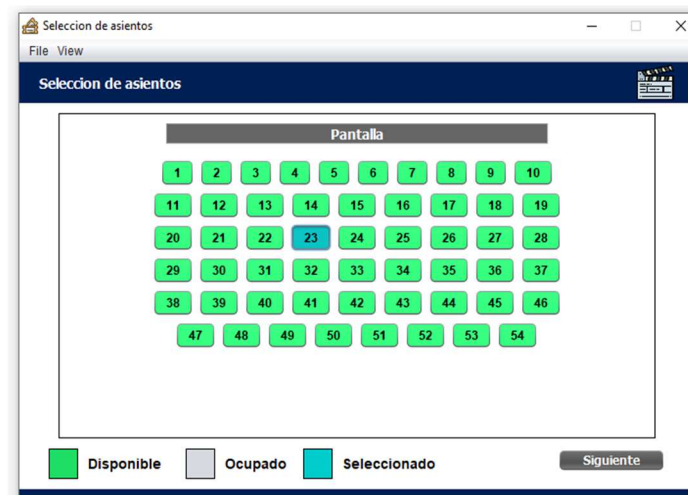 Seleccion de asientos
File View
Seleccion de asientos
Pantalla
1 2 3 4 5 6 7 8 9 10
11 12 13 14 15 16 17 18 19
20 21 22 23 24 25 26 27 28
29 30 31 32 33 34 35 36 37
38 39 40 41 42 43 44 45 46
47 48 49 50 51 52 53 54
Disponible Ocupado Seleccionado Siguiente